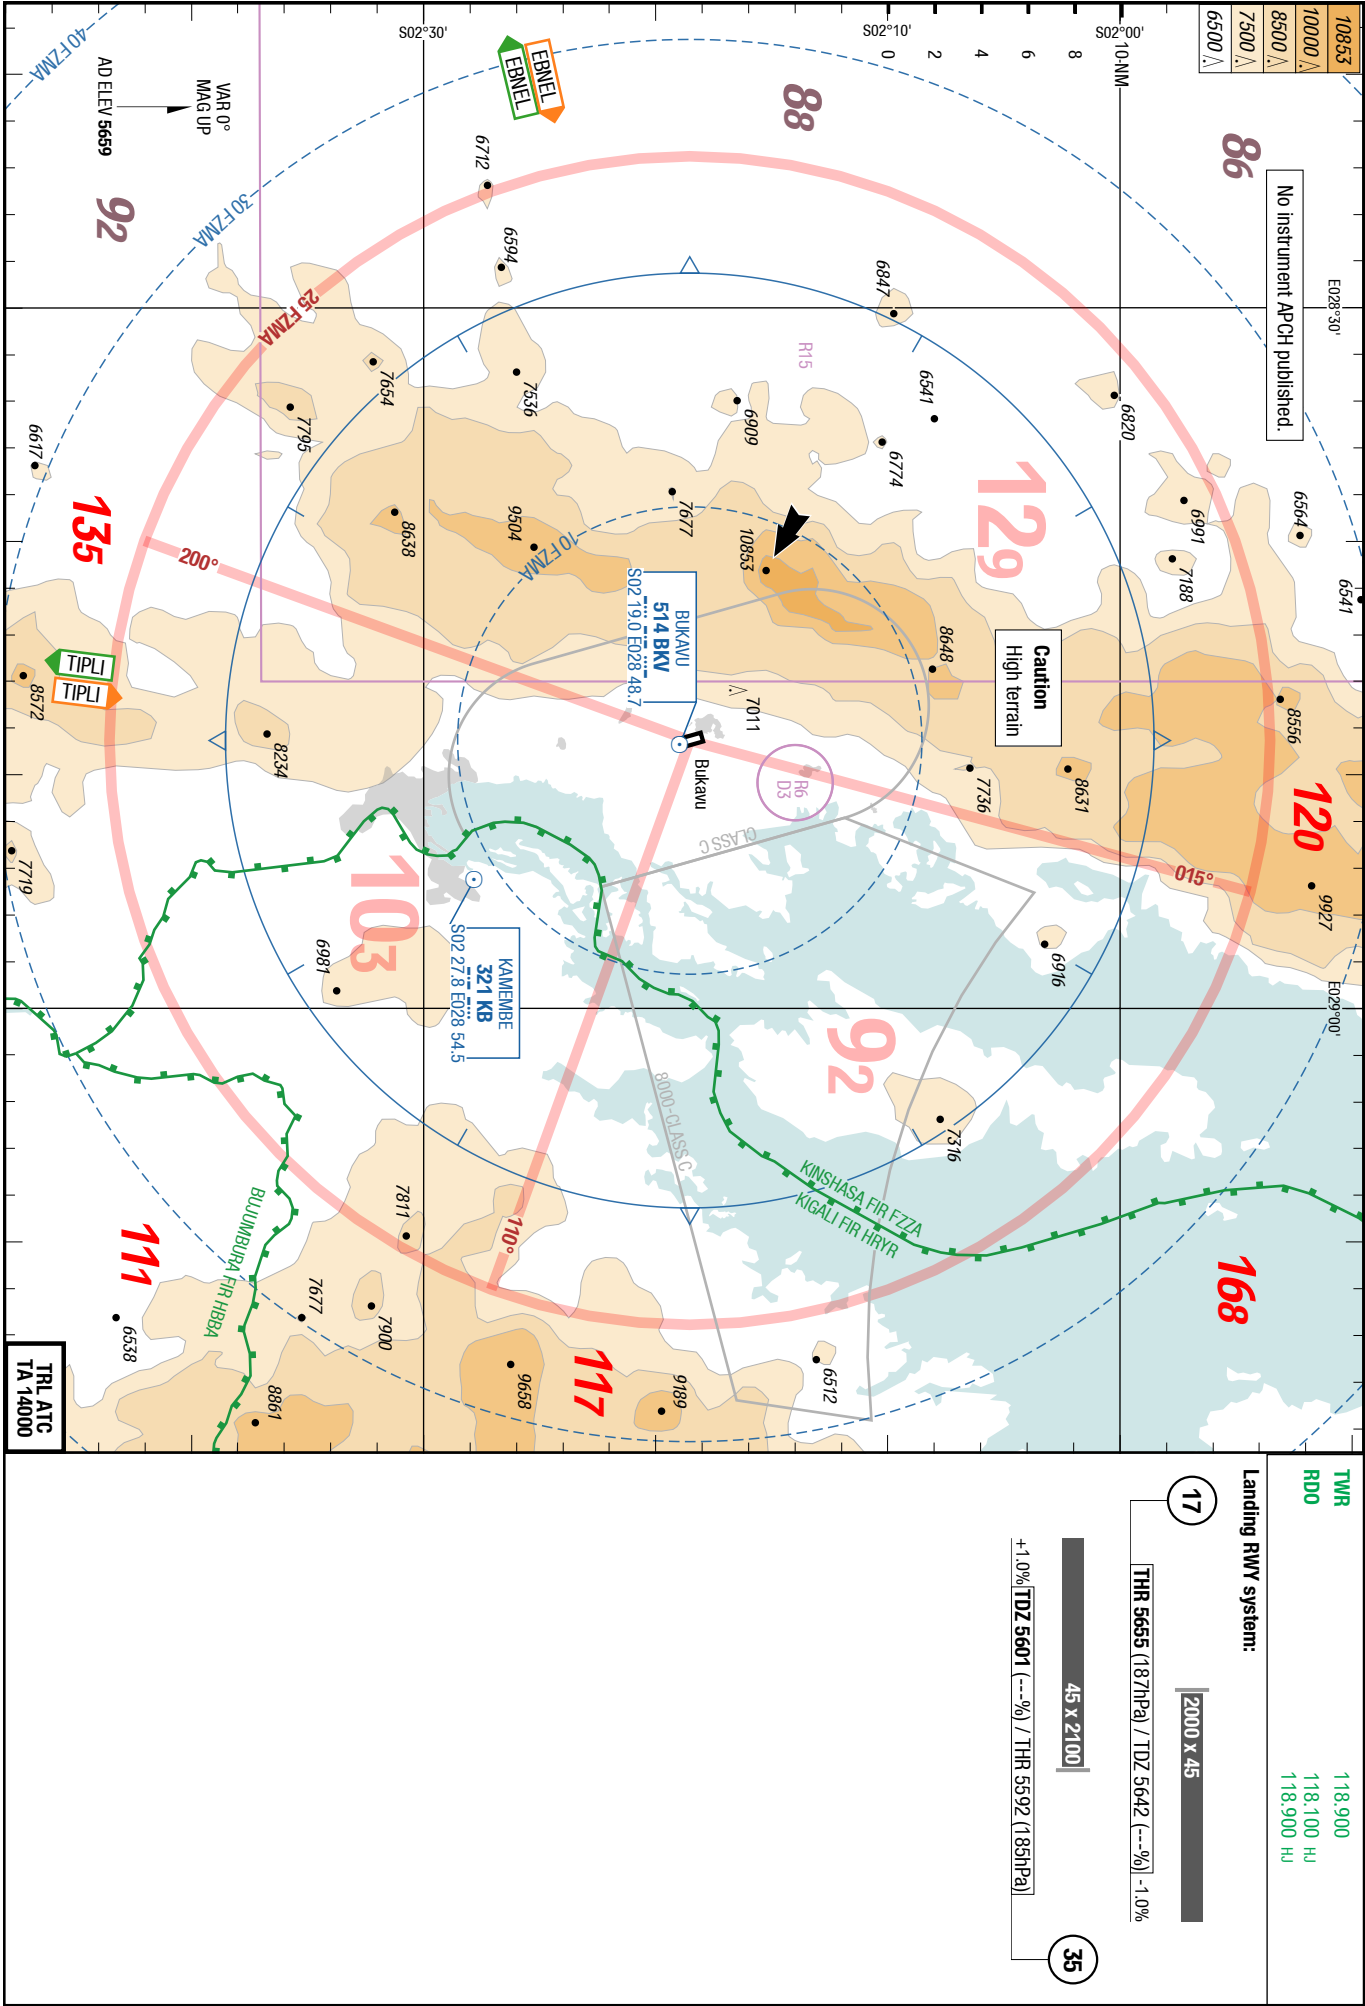 10853
10000
8500
7500
6500
No instrument APCH published.
VAR 0°
MAG UP
AD ELEV 5659
S02°30'
S02°10'
S02°00'
0
2
4
6
8
10 NM
E028°30'
E029°00'
40 FZMA
30 FZMA
25 FZMA
10 FZMA
EBNEL
EBNEL
TIPLI
TIPLI
88
86
92
135
120
168
117
111
129
103
92
200°
015°
110°
R15
R6
D3
6712
6594
6847
7536
7654
7795
6617
6909
6541
6774
6820
6991
7188
6564
6541
7677
8638
9504
10853
8648
7011
8556
8631
7736
9927
8572
8234
7719
6981
6916
7316
7811
7900
7677
6538
8861
9658
9189
6512
Caution
High terrain
BUKAVU
514 BKV
S02 19.0 E028 48.7
Bukavu
KAMEMBE
321 KB
S02 27.8 E028 54.5
CLASS C
8000-CLASS C
KINSHASA FIR FZZA
KIGALI FIR HRYR
BUJUMBURA FIR HBBA
TRL ATC
TA 14000
TWR 118.900
RDO 118.100 HJ
118.900 HJ
Landing RWY system:
17
2000 x 45
THR 5655 (187hPa) / TDZ 5642 (---%) -1.0%
45 x 2100
+1.0% TDZ 5601 (---%) / THR 5592 (185hPa)
35